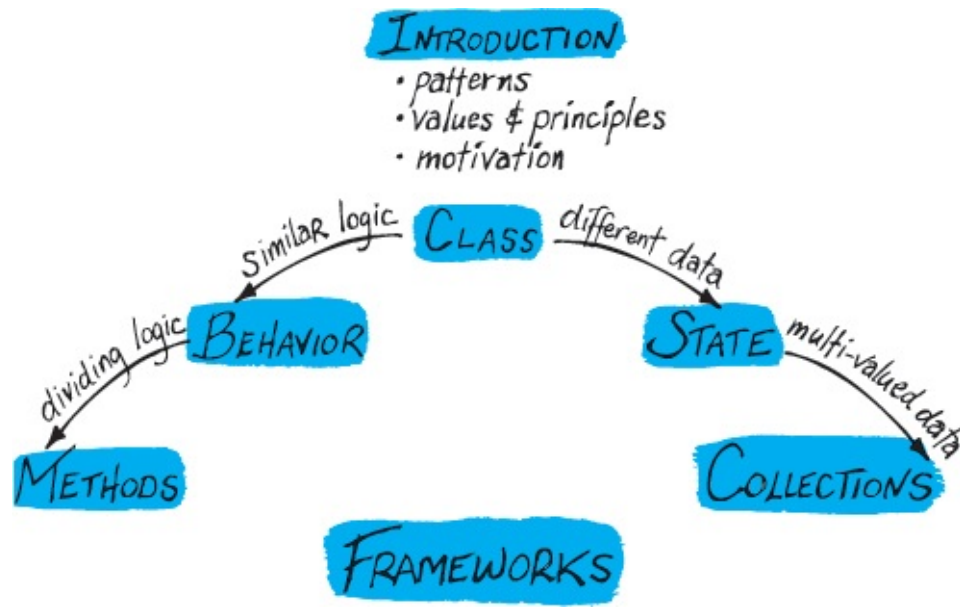 INTRODUCTION
• patterns
• values & principles
• motivation
similar logic
CLASS
different data
dividing logic
BEHAVIOR
STATE
multi-valued data
METHODS
COLLECTIONS
FRAMEWORKS